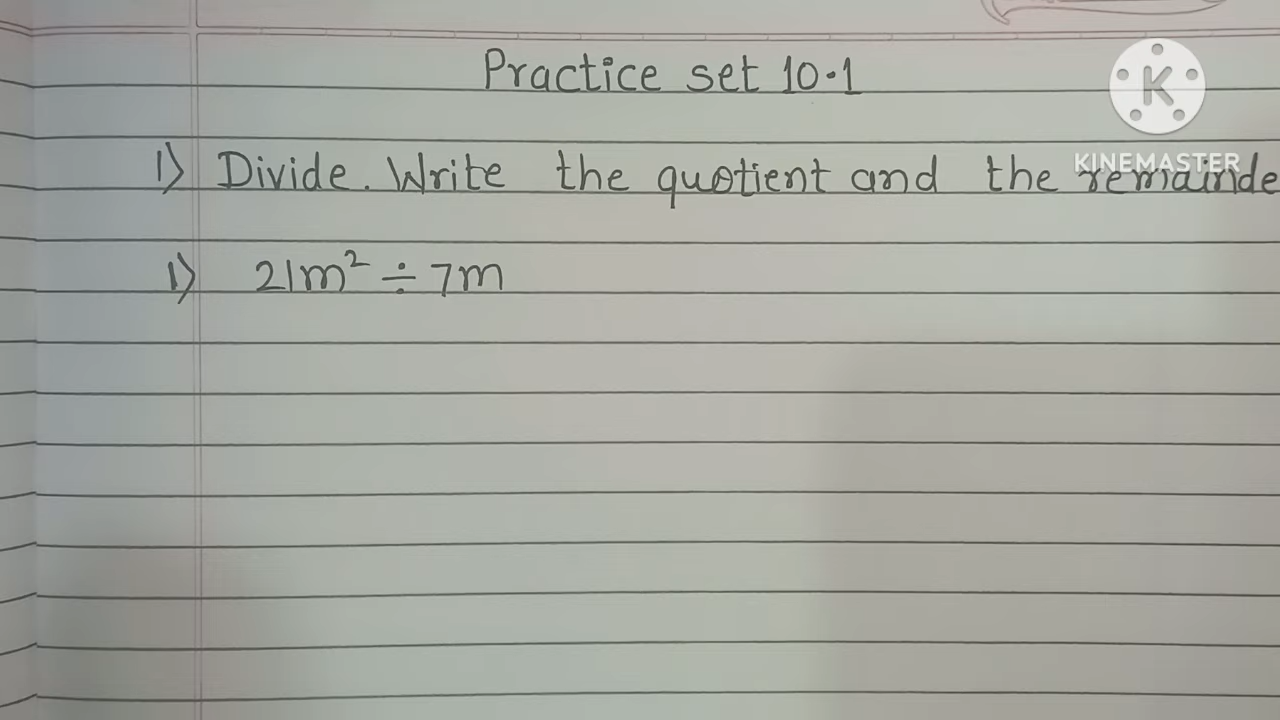 Practice set 10.1
1) Divide. Write the quotient and the remainde
1) 21m² ÷ 7m
K
KINEMASTER